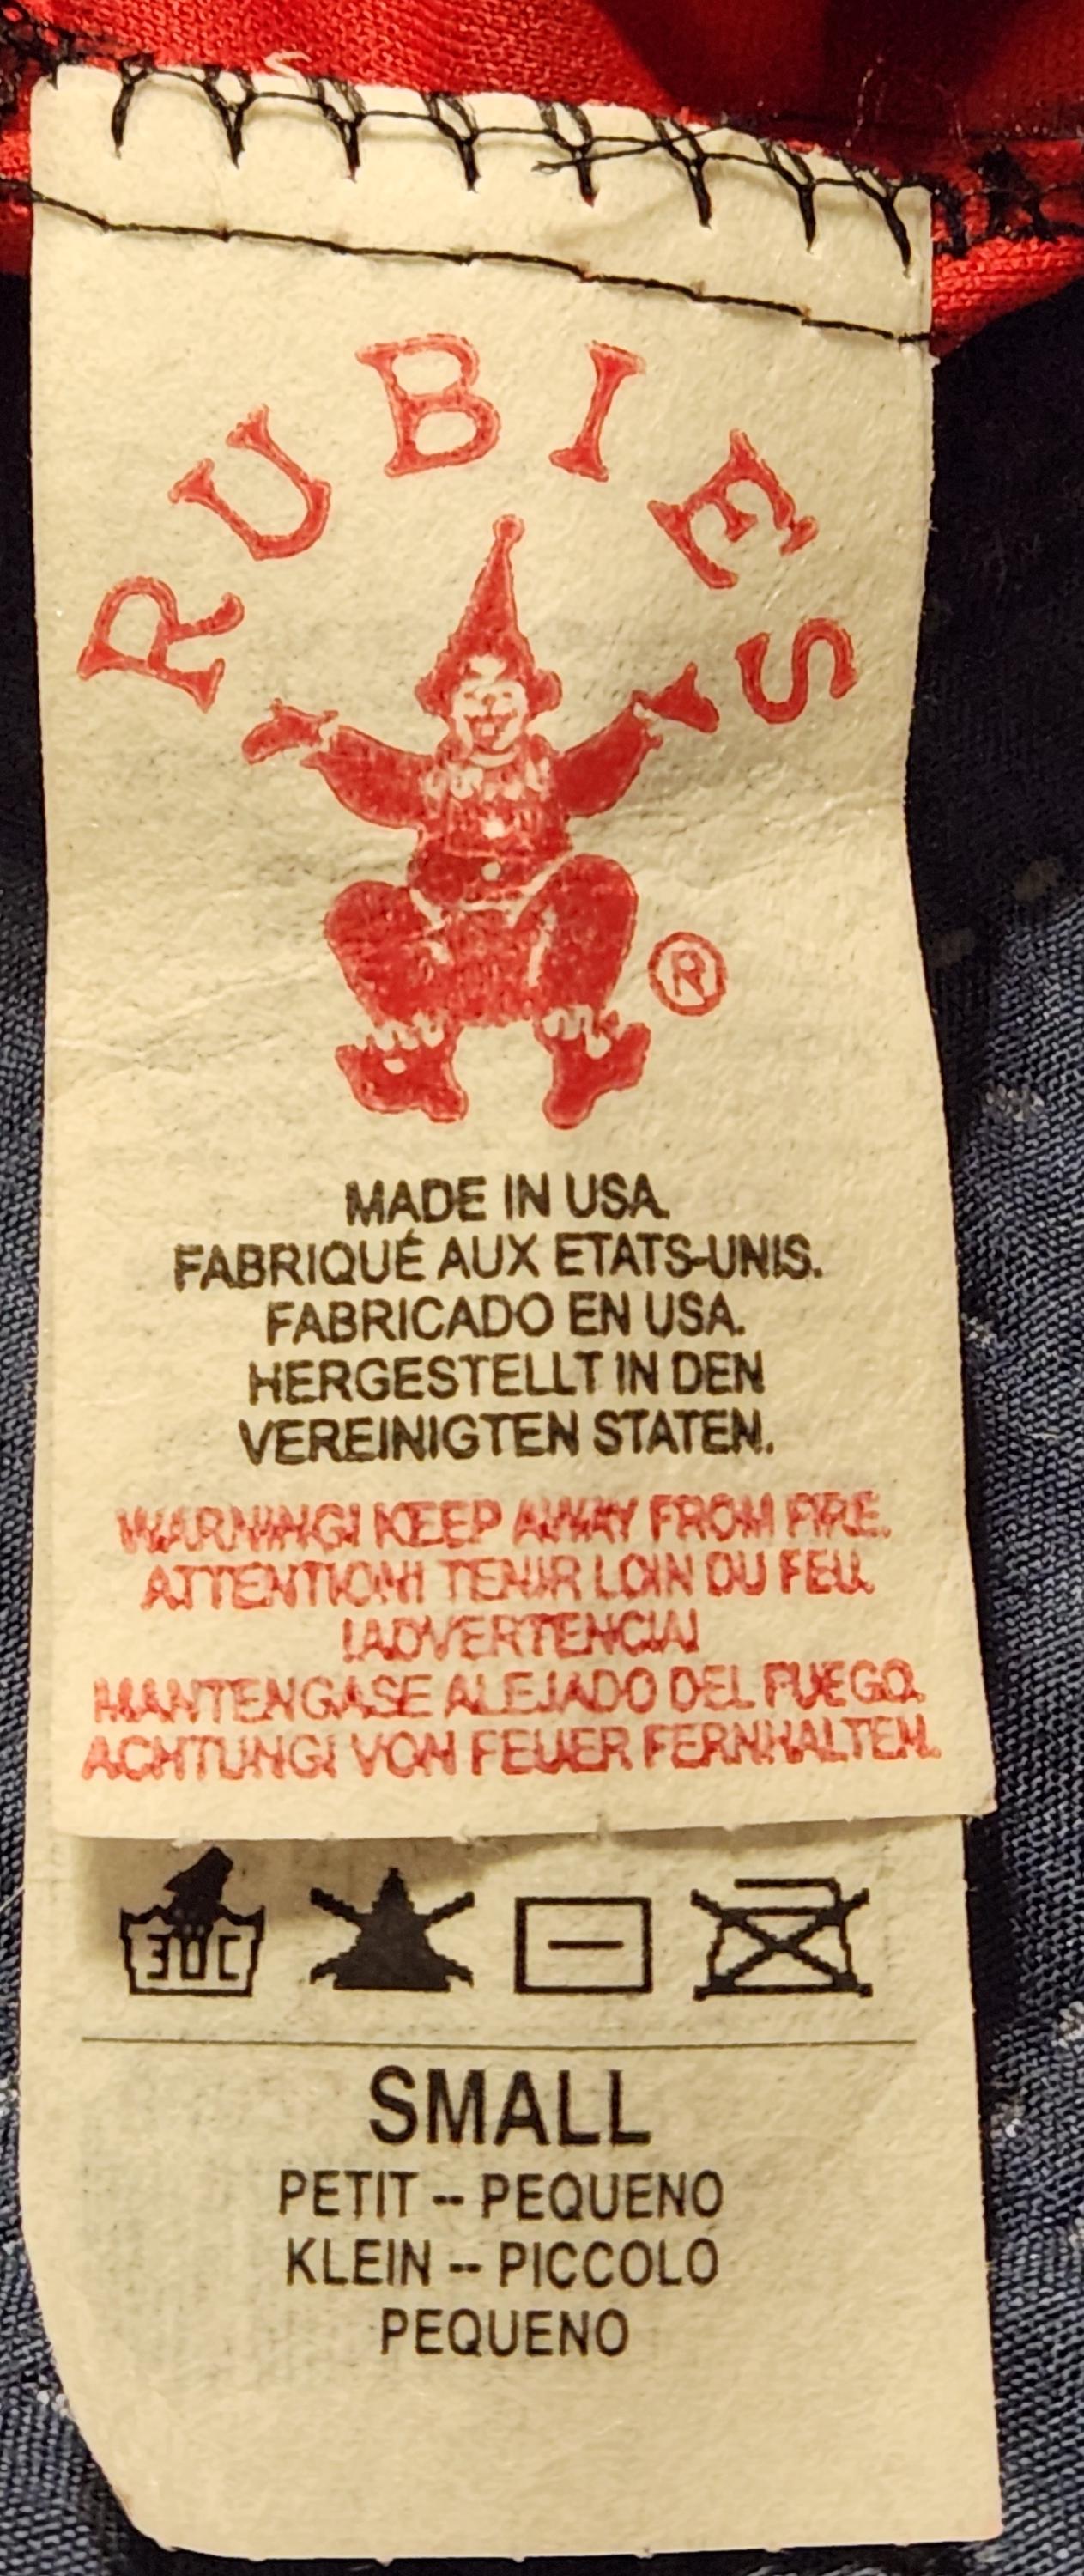 RUBIES
®
MADE IN USA.
FABRIQUÉ AUX ETATS-UNIS.
FABRICADO EN USA.
HERGESTELLT IN DEN
VEREINIGTEN STATEN.
WARNING! KEEP AWAY FROM FIRE.
ATTENTION! TENIR LOIN DU FEU.
!ADVERTENCIA!
MANTENGASE ALEJADO DEL FUEGO.
ACHTUNG! VON FEUER FERNHALTEN.
30C
SMALL
PETIT -- PEQUENO
KLEIN -- PICCOLO
PEQUENO